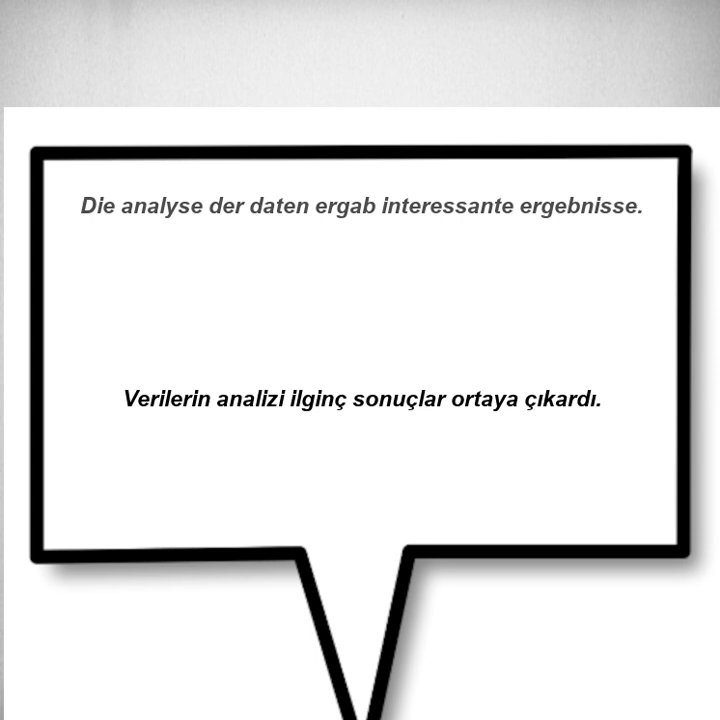 Die analyse der daten ergab interessante ergebnisse.
Verilerin analizi ilginç sonuçlar ortaya çıkardı.